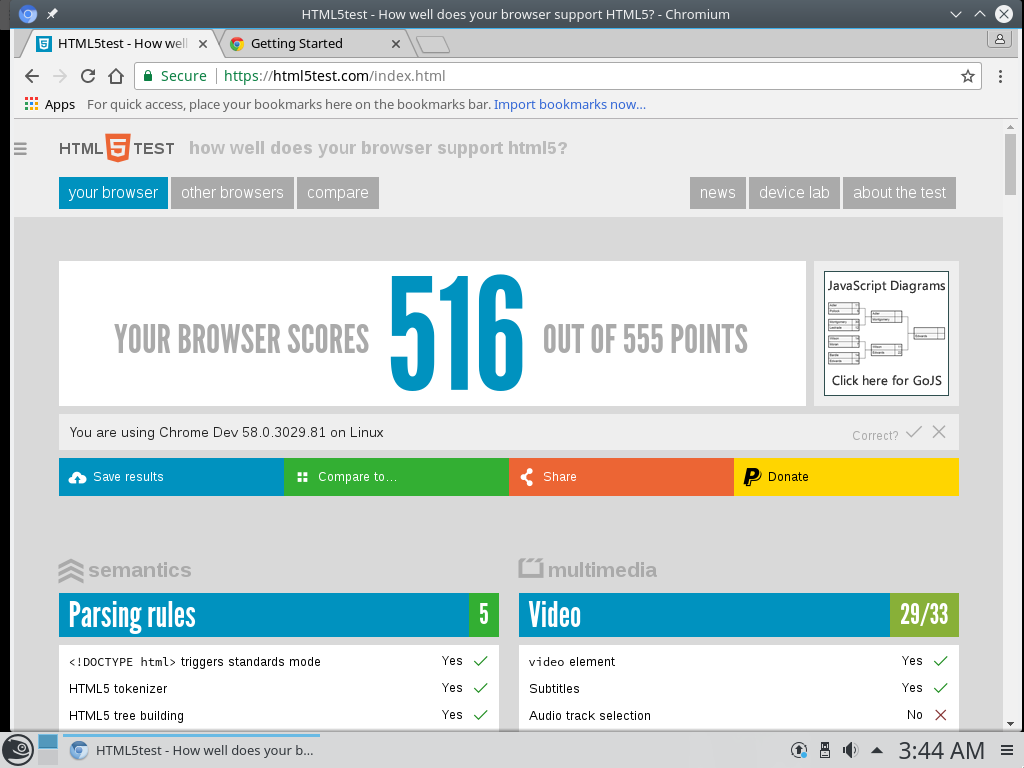 HTML5test - How well does your browser support HTML5? - Chromium
HTML5test - How well
Getting Started
Secure https://html5test.com/index.html
Apps For quick access, place your bookmarks here on the bookmarks bar. Import bookmarks now...
HTML 5 TEST how well does your browser support html5?
your browser other browsers compare news device lab about the test
YOUR BROWSER SCORES 516 OUT OF 555 POINTS
JavaScript Diagrams
Click here for GoJS
You are using Chrome Dev 58.0.3029.81 on Linux Correct?
Save results Compare to... Share Donate
semantics
Parsing rules 5
<!DOCTYPE html> triggers standards mode Yes
HTML5 tokenizer Yes
HTML5 tree building Yes
multimedia
Video 29/33
video element Yes
Subtitles Yes
Audio track selection No
HTML5test - How well does your b...
3:44 AM